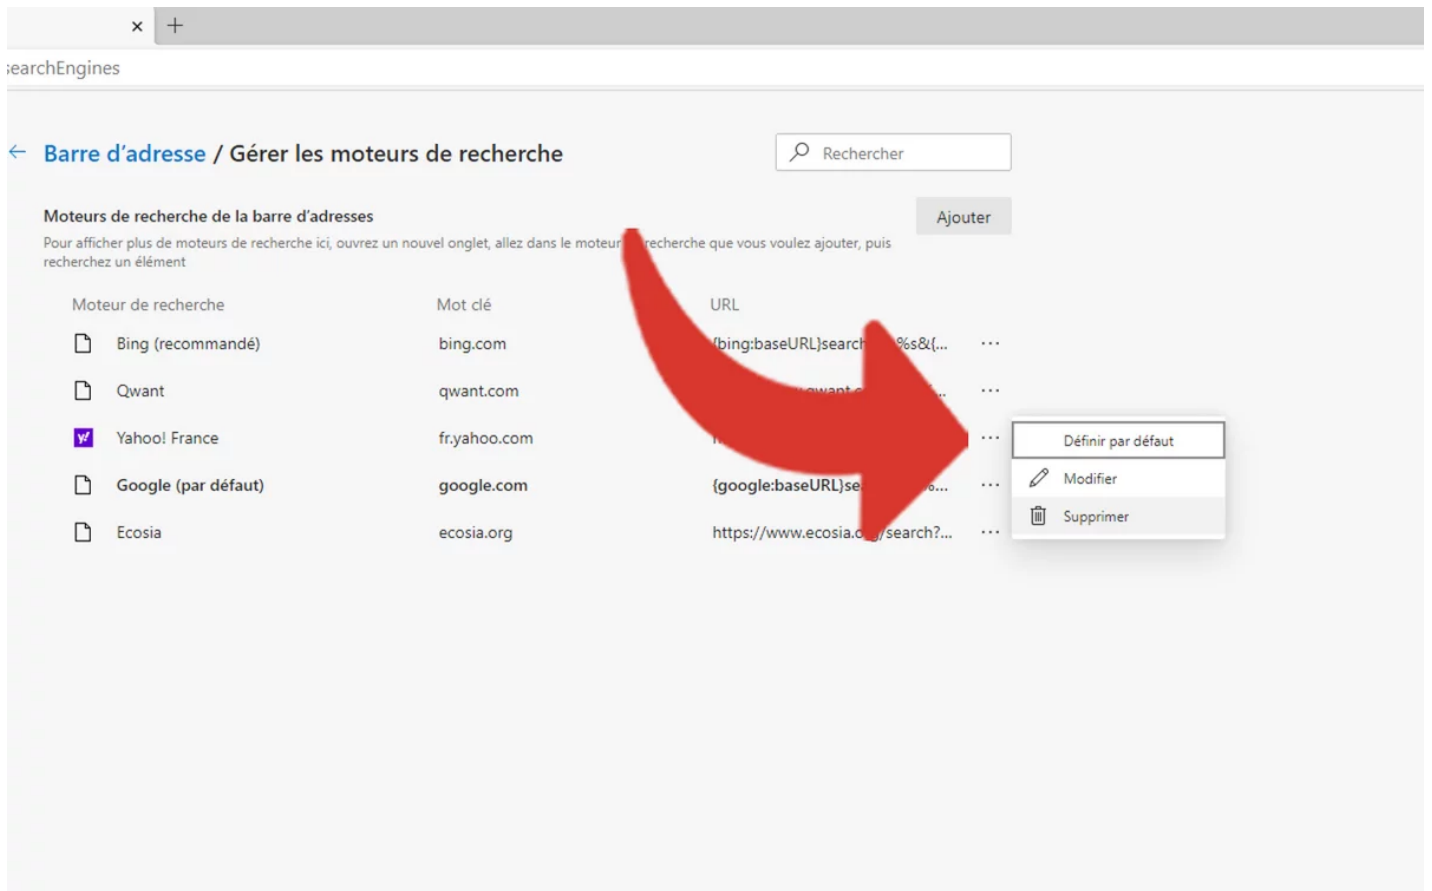 searchEngines
Barre d’adresse / Gérer les moteurs de recherche
Rechercher
Moteurs de recherche de la barre d’adresses
Ajouter
Pour afficher plus de moteurs de recherche ici, ouvrez un nouvel onglet, allez dans le moteur recherche que vous voulez ajouter, puis
recherchez un élément
Moteur de recherche Mot clé URL
Bing (recommandé) bing.com {bing:baseURL}search %s&{... ...
Qwant qwant.com ...
Yahoo! France fr.yahoo.com ...
Google (par défaut) google.com {google:baseURL}se %... ...
Ecosia ecosia.org https://www.ecosia.o /search?... ...
Définir par défaut
Modifier
Supprimer